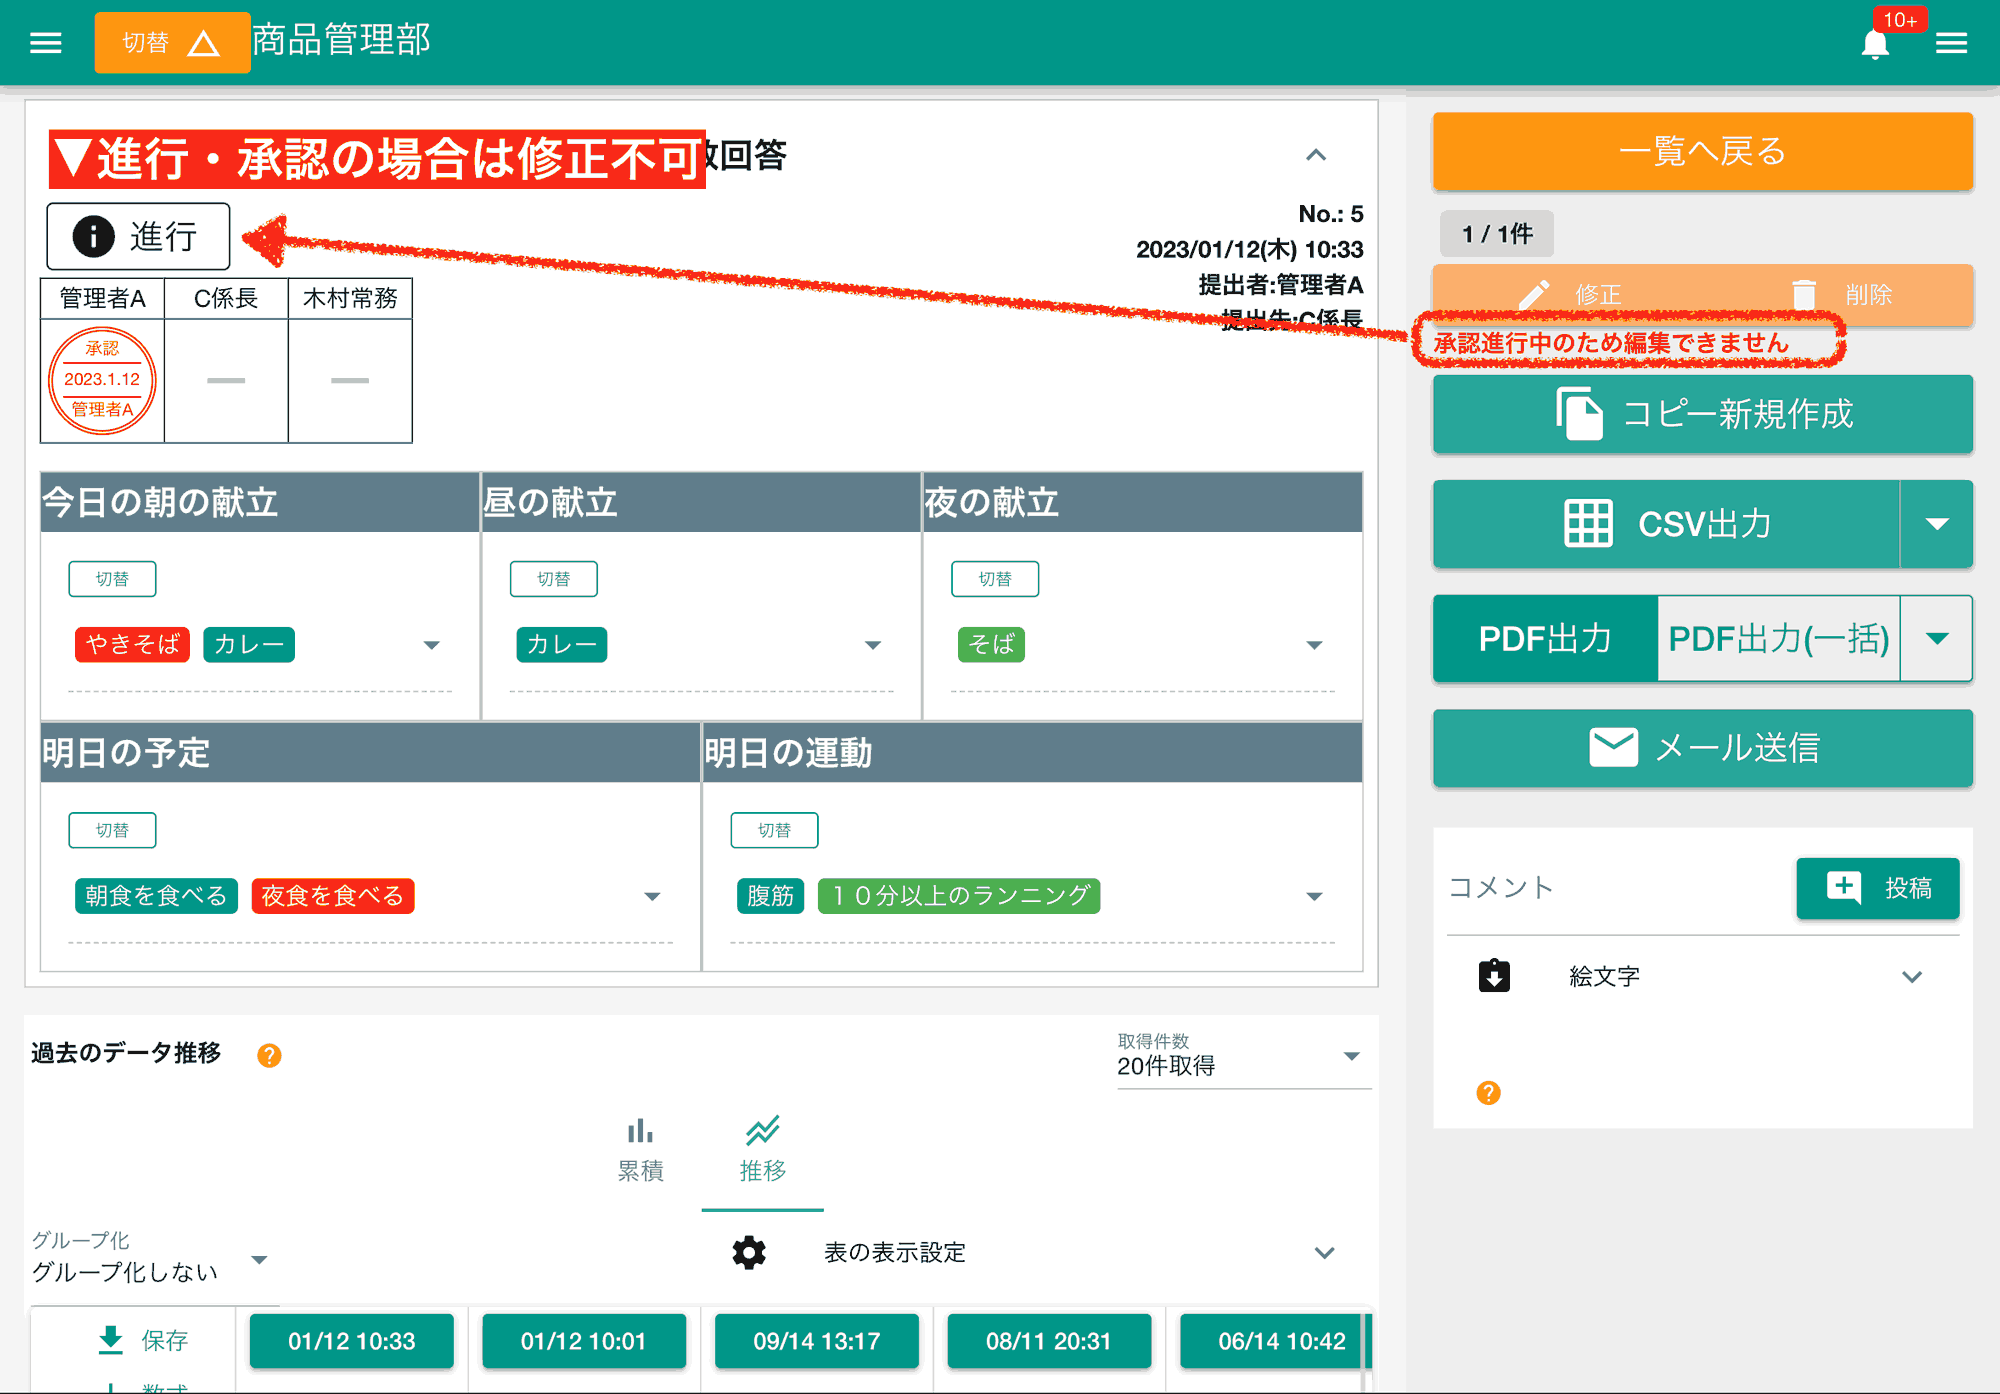 切替
商品管理部
10+
▼進行・承認の場合は修正不可
回答
進行
No.: 5
2023/01/12(木) 10:33
提出者:管理者A
提出先:C係長
管理者A
C係長
木村常務
承認
2023.1.12
管理者A
今日の朝の献立
昼の献立
夜の献立
切替
切替
切替
やきそば
カレー
カレー
そば
明日の予定
明日の運動
切替
切替
朝食を食べる
夜食を食べる
腹筋
１０分以上のランニング
過去のデータ推移
?
取得件数
20件取得
累積
推移
グループ化
グループ化しない
表の表示設定
保存
01/12 10:33
01/12 10:01
09/14 13:17
08/11 20:31
06/14 10:42
一覧へ戻る
1 / 1件
修正
削除
承認進行中のため編集できません
コピー新規作成
CSV出力
PDF出力
PDF出力(一括)
メール送信
コメント
投稿
絵文字
?